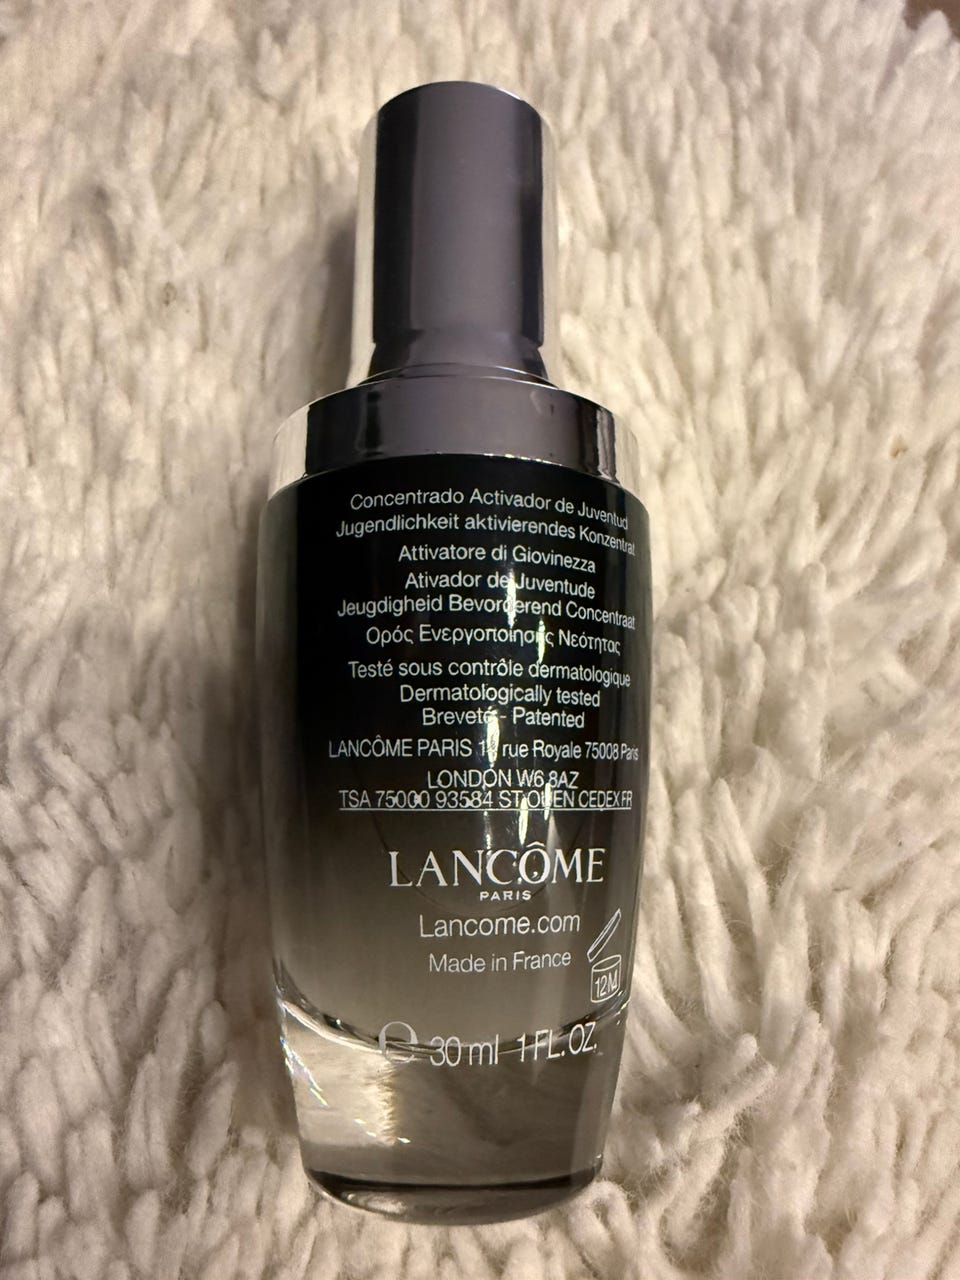 Concentrado Activador de Juventud
Jugendlichkeit aktivierendes Konzentrat
Attivatore di Giovinezza
Ativador de Juventude
Jeugdigheid Bevorderend Concentraat
Ορός Ενεργοποίησης Νεότητας
Testé sous contrôle dermatologique
Dermatologically tested
Breveté - Patented
LANCÔME PARIS 14 rue Royale 75008 Paris
LONDON W6 8AZ
TSA 75000 93584 ST OUEN CEDEX FR
LANCÔME
PARIS
Lancome.com
Made in France
12M
℮ 30 ml 1 FL. OZ.